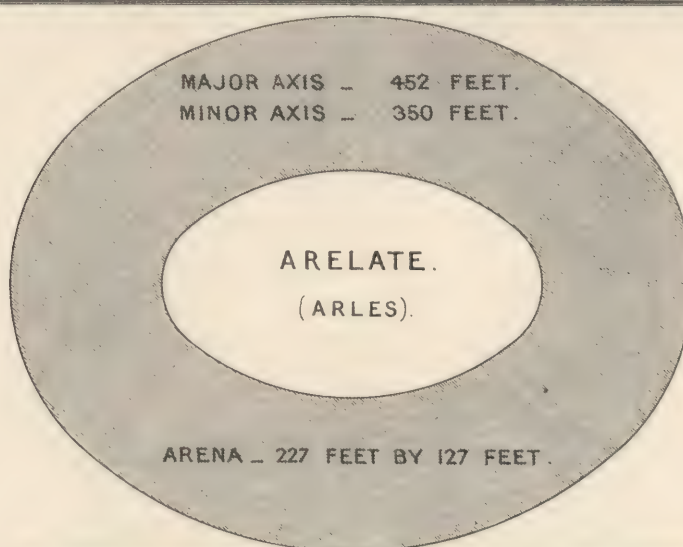 MAJOR AXIS _ 452 FEET.
MINOR AXIS _ 350 FEET.
ARELATE.
(ARLES).
ARENA _ 227 FEET BY 127 FEET.